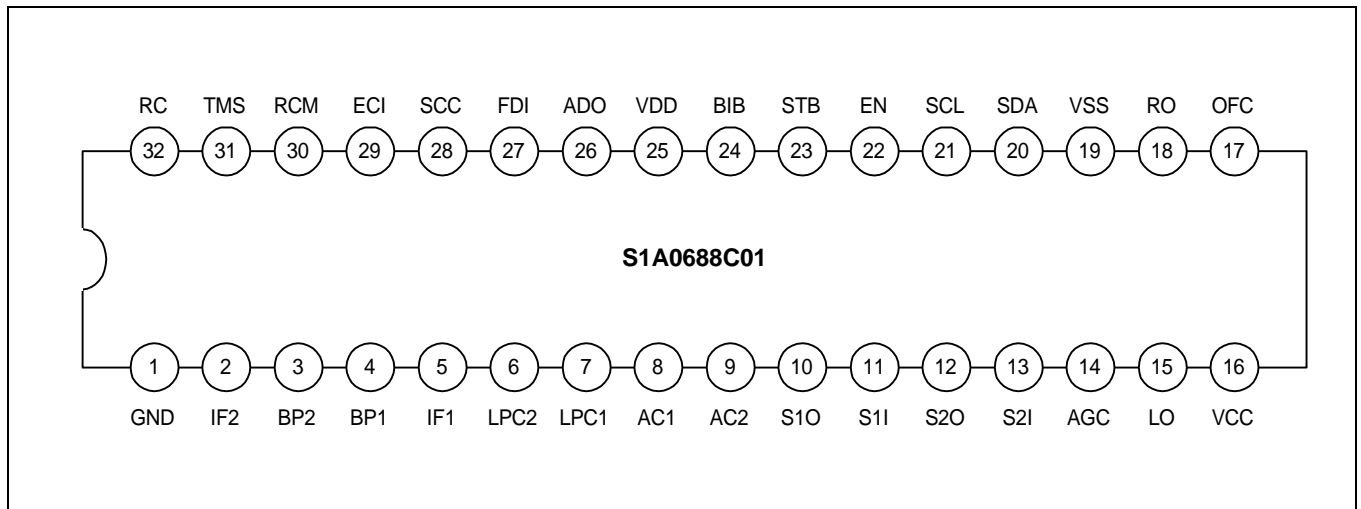 RC TMS RCM ECI SCC FDI ADO VDD BIB STB EN SCL SDA VSS RO OFC
32 31 30 29 28 27 26 25 24 23 22 21 20 19 18 17
S1A0688C01
1 2 3 4 5 6 7 8 9 10 11 12 13 14 15 16
GND IF2 BP2 BP1 IF1 LPC2 LPC1 AC1 AC2 S1O S1I S2O S2I AGC LO VCC